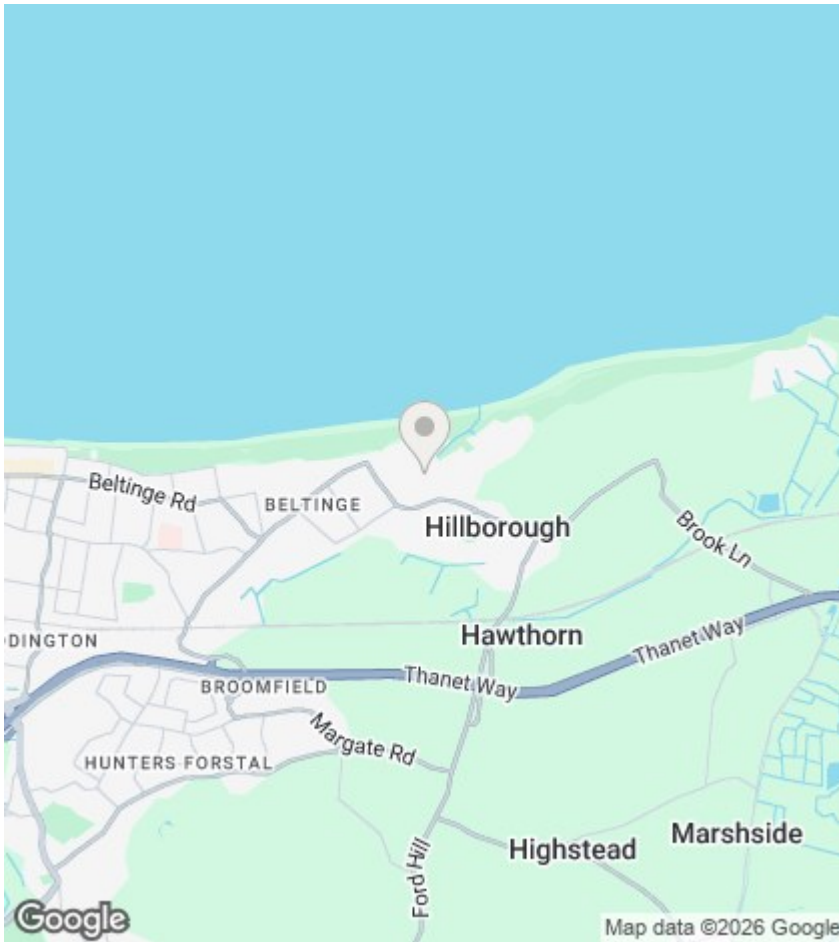 Beltinge Rd
BELTINGE
Hillborough
Brook Ln
DDINGTON
Hawthorn
Thanet Way
BROOMFIELD
Thanet Way
Margate Rd
HUNTERS FORSTAL
Ford Hill
Highstead
Marshside
Google
Map data ©2026 Google